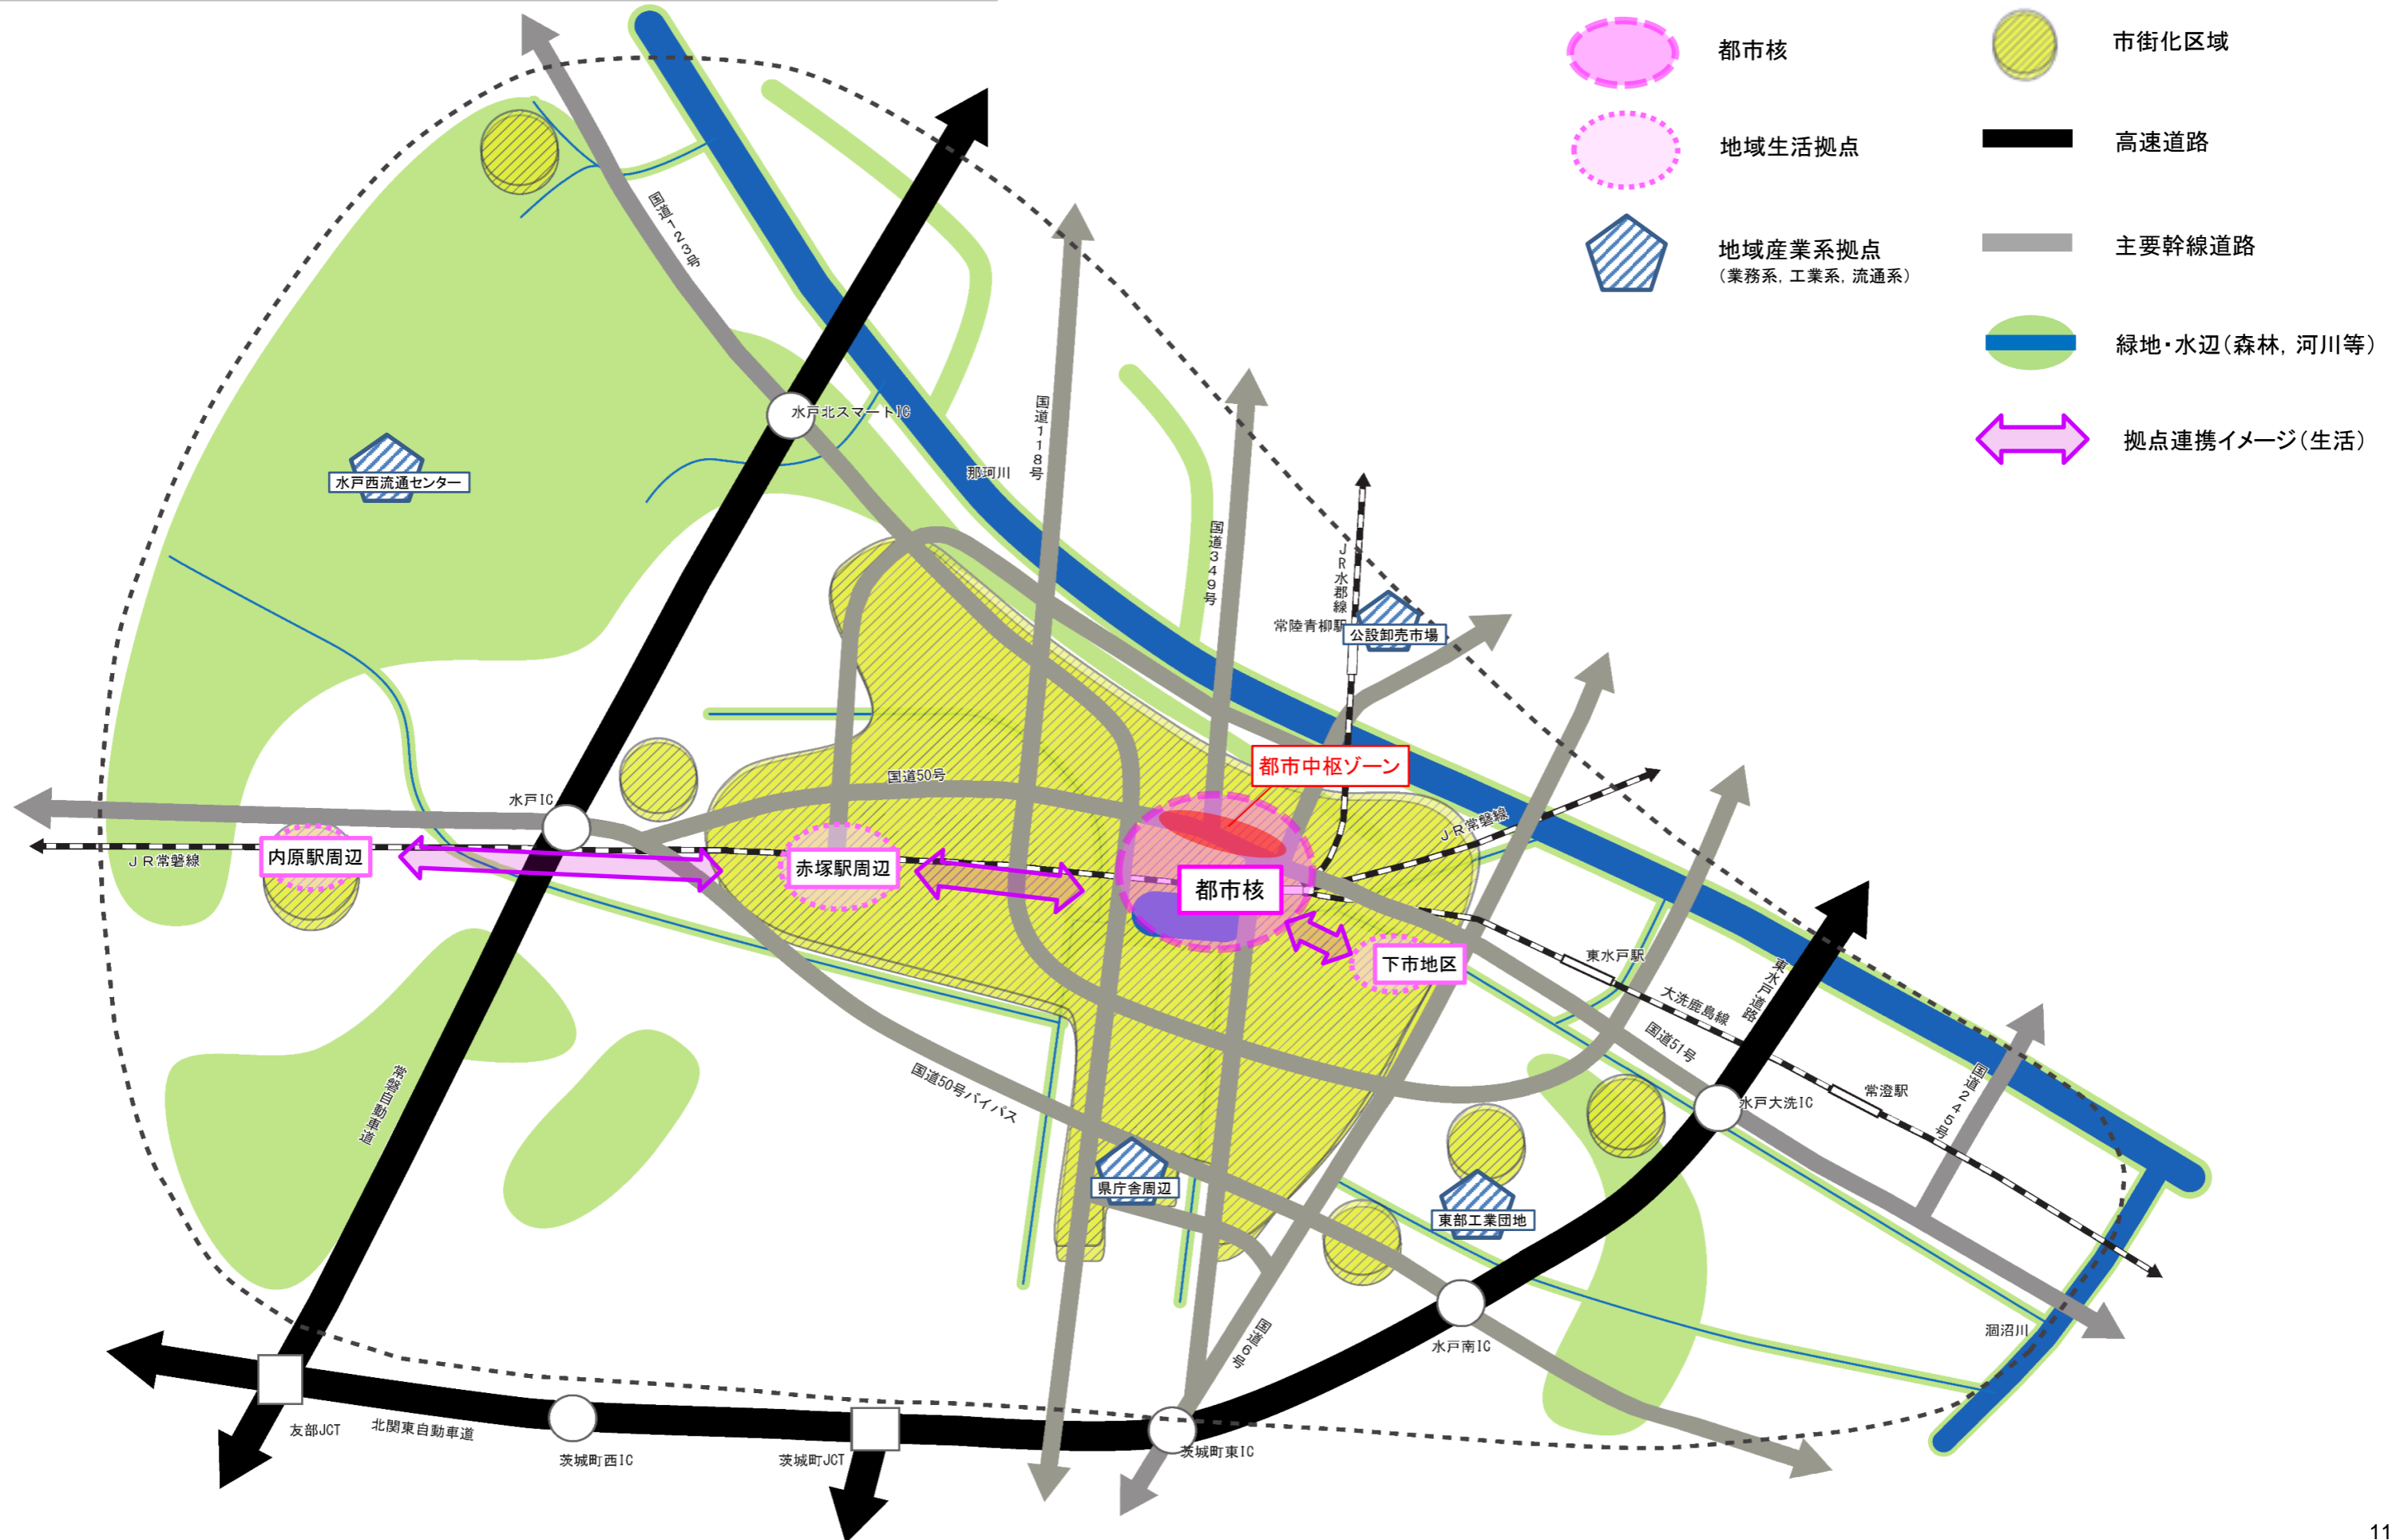 都市核
市街化区域
地域生活拠点
高速道路
地域産業系拠点
(業務系, 工業系, 流通系)
主要幹線道路
緑地・水辺(森林, 河川等)
拠点連携イメージ(生活)
国道123号
水戸北スマートIC
国道118号
那珂川
水戸西流通センター
国道349号
JR水郡線
常陸青柳駅
公設卸売市場
都市中枢ゾーン
国道50号
水戸IC
JR常磐線
内原駅周辺
JR常磐線
赤塚駅周辺
都市核
下市地区
東水戸駅
東水戸道路
大洗鹿島線
国道51号
国道245号
常澄駅
水戸大洗IC
常磐自動車道
国道50号バイパス
県庁舎周辺
東部工業団地
国道6号
水戸南IC
涸沼川
友部JCT
北関東自動車道
茨城町西IC
茨城町JCT
茨城町東IC
11